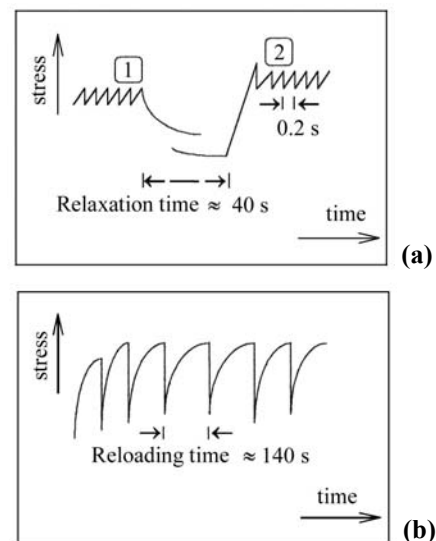 stress
1
2
0.2 s
Relaxation time ≈ 40 s
time
(a)
stress
Reloading time ≈ 140 s
time
(b)